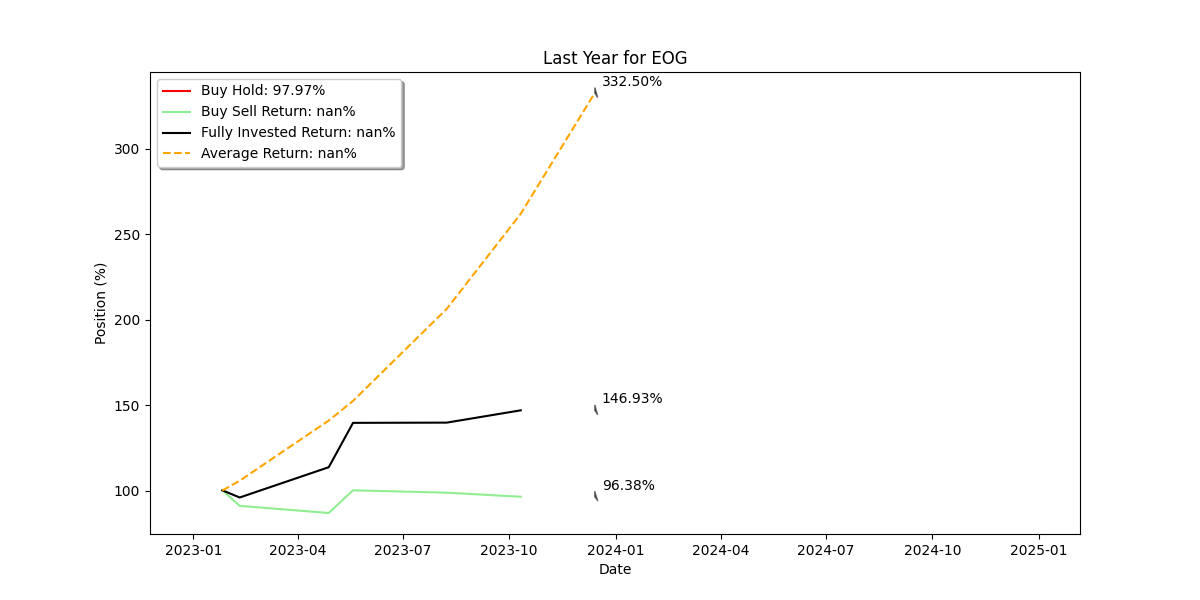 Last Year for EOG
Buy Hold: 97.97%
Buy Sell Return: nan%
Fully Invested Return: nan%
Average Return: nan%
332.50%
146.93%
96.38%
Position (%)
300
250
200
150
100
2023-01 2023-04 2023-07 2023-10 2024-01 2024-04 2024-07 2024-10 2025-01
Date